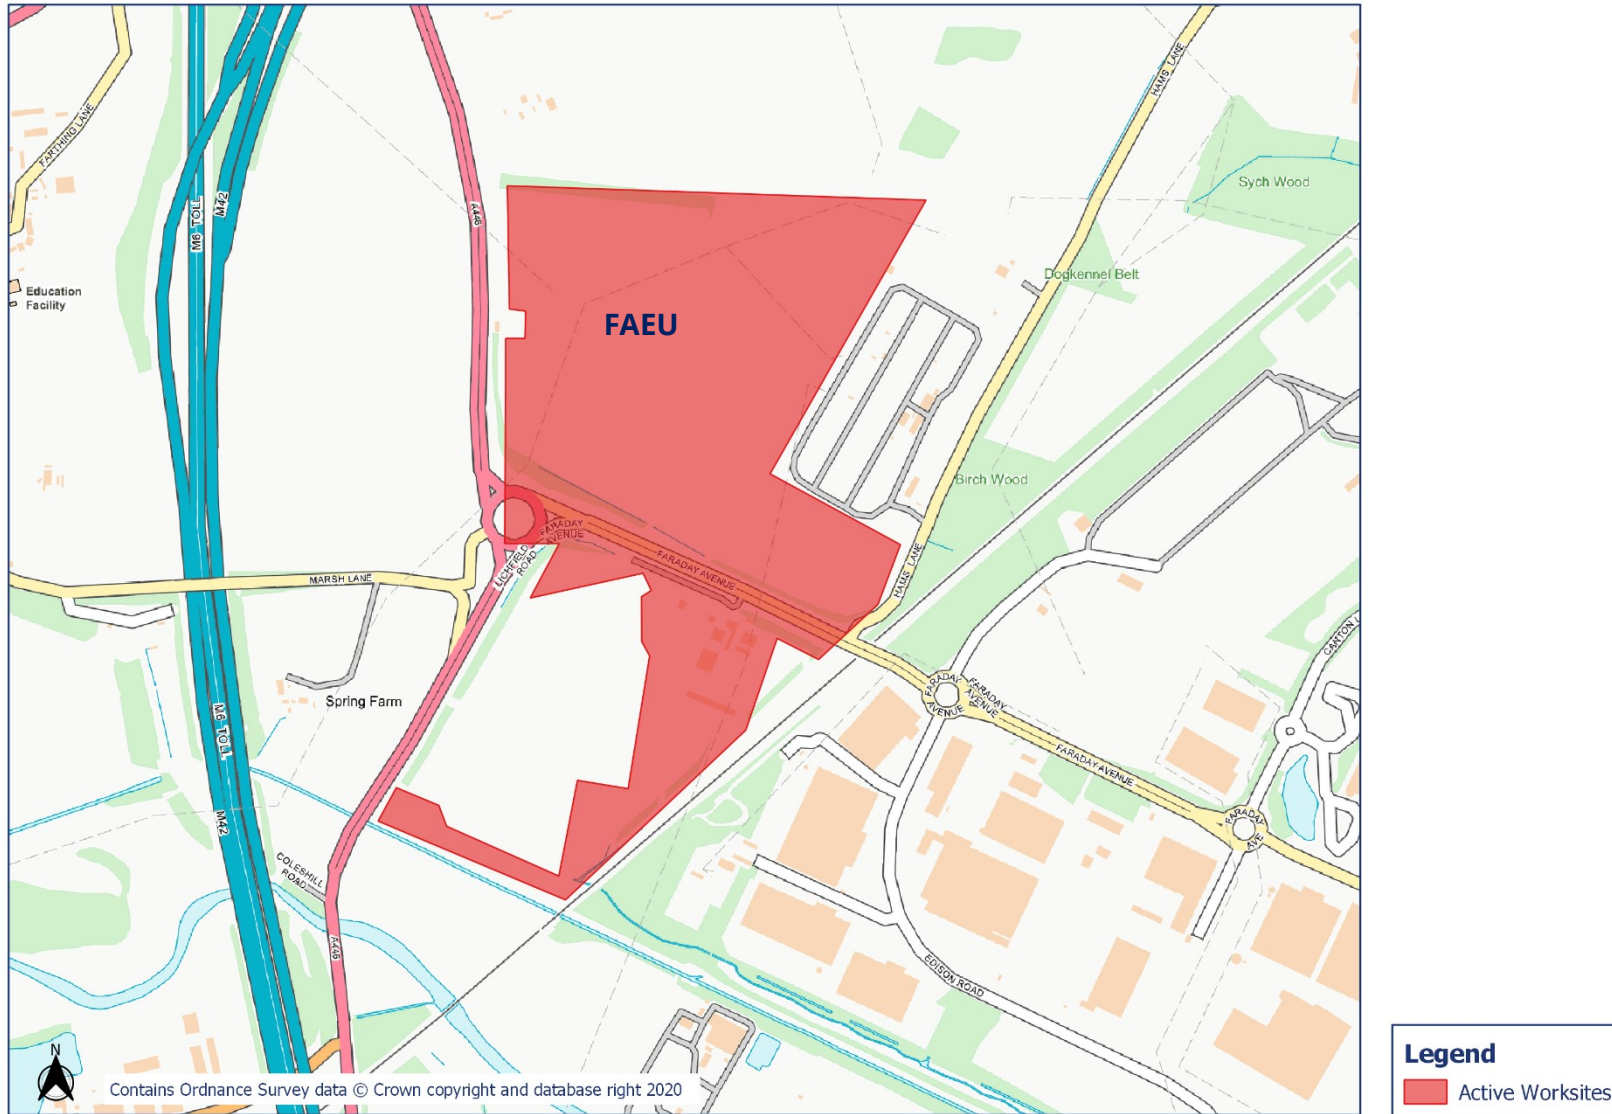 HAMS LANE
FARTHING LANE
Sych Wood
M6 TOLL
M42
A446
Dogkennel Belt
Education
Facility
FAEU
Birch Wood
FARADAY
AVENUE
LICHFIELD
ROAD
FARADAY AVENUE
HAMS LANE
MARSH LANE
CANTON L
FARADAY
AVENUE
FARADAY
AVENUE
Spring Farm
M6 TOLL
FARADAY AVENUE
M42
FARADAY
AVE
COLESHILL
ROAD
A446
EDISON ROAD
N
Contains Ordnance Survey data © Crown copyright and database right 2020
Legend
Active Worksites